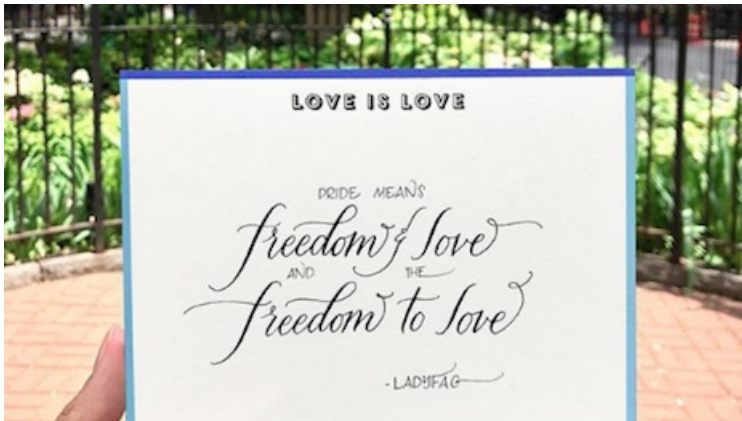 LOVE IS LOVE
PRIDE MEANS
freedom & love
AND THE
freedom to love
-LADYFAG